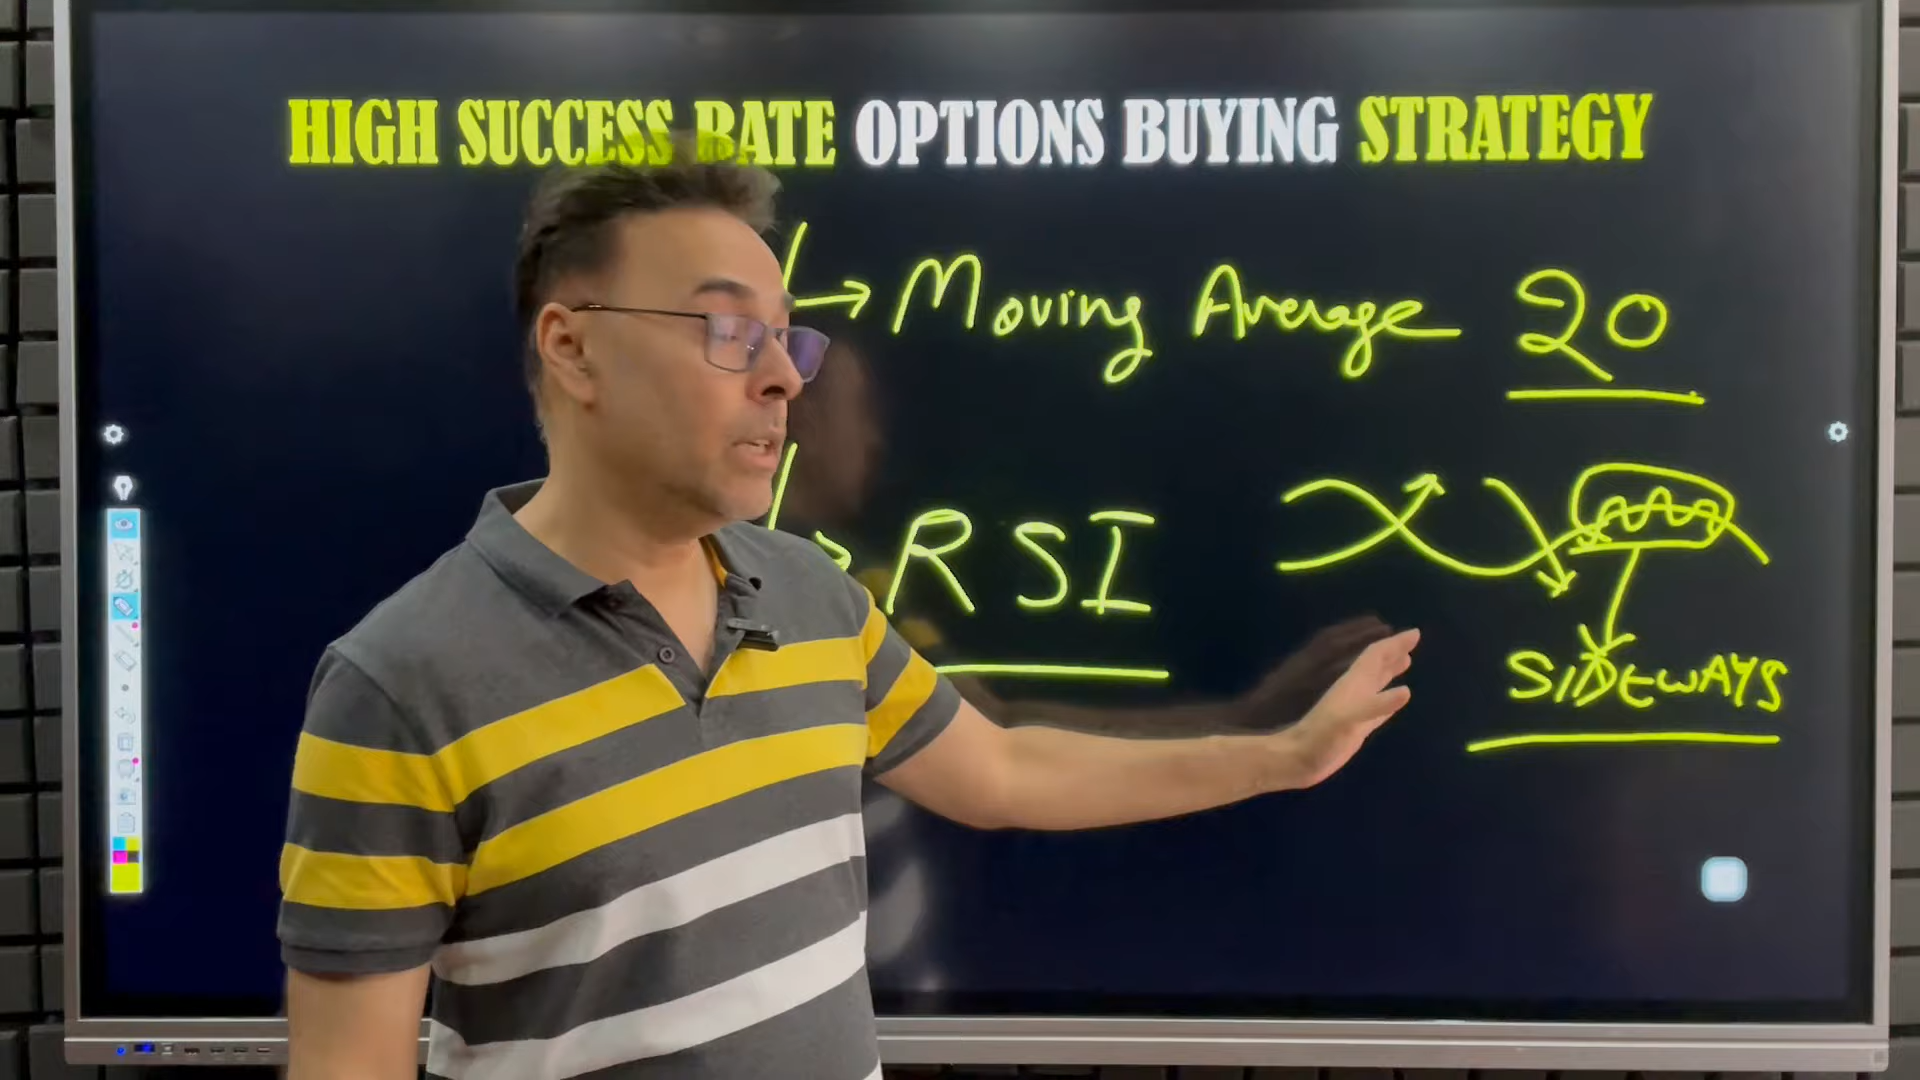 HIGH SUCCESS RATE OPTIONS BUYING STRATEGY
Moving Average 20
RSI
SIDEWAYS